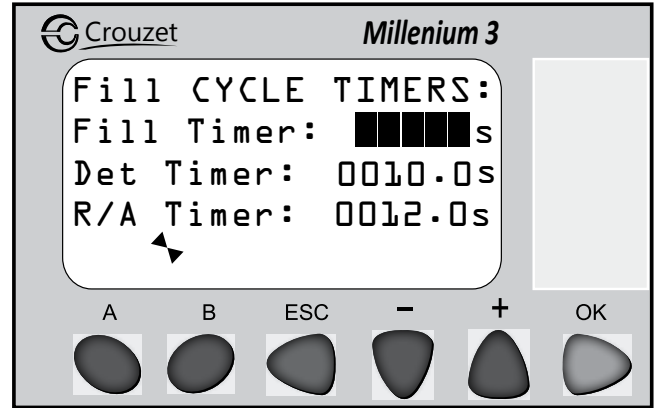 Crouzet Millenium 3
Fill CYCLE TIMERS:
Fill Timer: s
Det Timer: 0010.0s
R/A Timer: 0012.0s
A B ESC − + OK